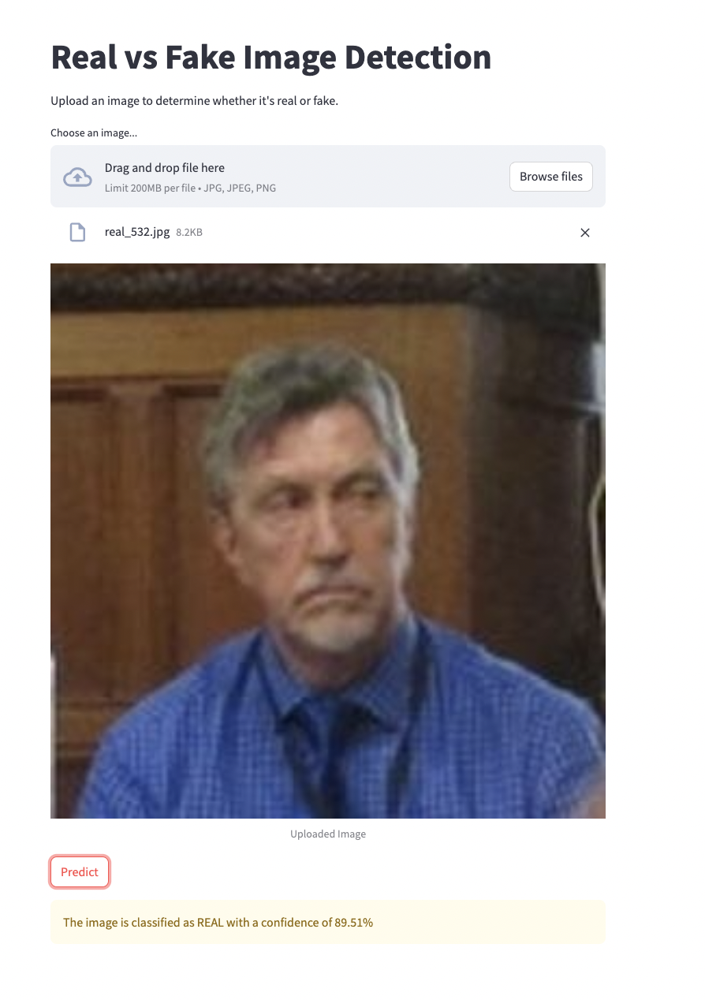 Real vs Fake Image Detection
Upload an image to determine whether it's real or fake.
Choose an image...
Drag and drop file here
Limit 200MB per file • JPG, JPEG, PNG
Browse files
real_532.jpg 8.2KB
Uploaded Image
Predict
The image is classified as REAL with a confidence of 89.51%